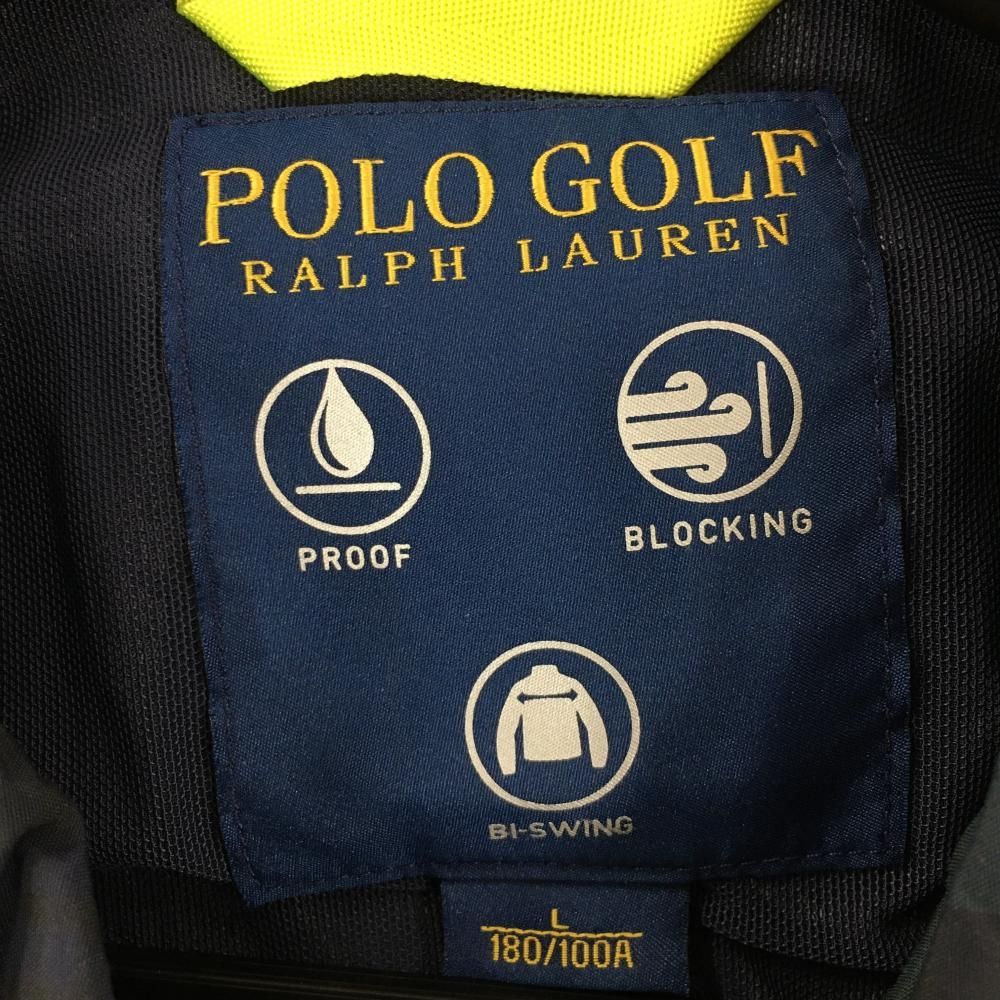 POLO GOLF
RALPH LAUREN
PROOF
BLOCKING
BI-SWING
L
180/100A